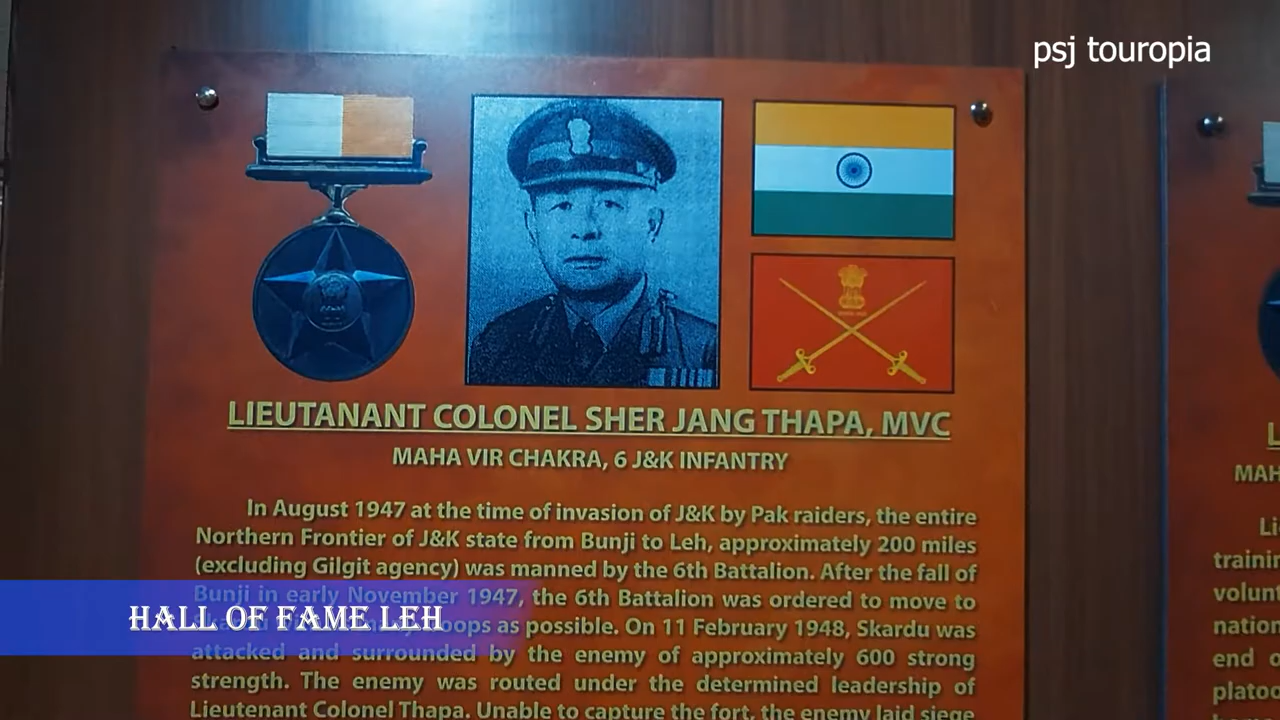 psj touropia
LIEUTANANT COLONEL SHER JANG THAPA, MVC
MAHA VIR CHAKRA, 6 J&K INFANTRY
In August 1947 at the time of invasion of J&K by Pak raiders, the entire
Northern Frontier of J&K state from Bunji to Leh, approximately 200 miles
(excluding Gilgit agency) was manned by the 6th Battalion. After the fall of
Bunji in early November 1947, the 6th Battalion was ordered to move to
troops as possible. On 11 February 1948, Skardu was
attacked and surrounded by the enemy of approximately 600 strong
strength. The enemy was routed under the determined leadership of
Lieutenant Colonel Thapa. Unable to capture the fort, the enemy laid siege
HALL OF FAME LEH
L
MAH
Li
trainin
volunt
nation
end o
platoo